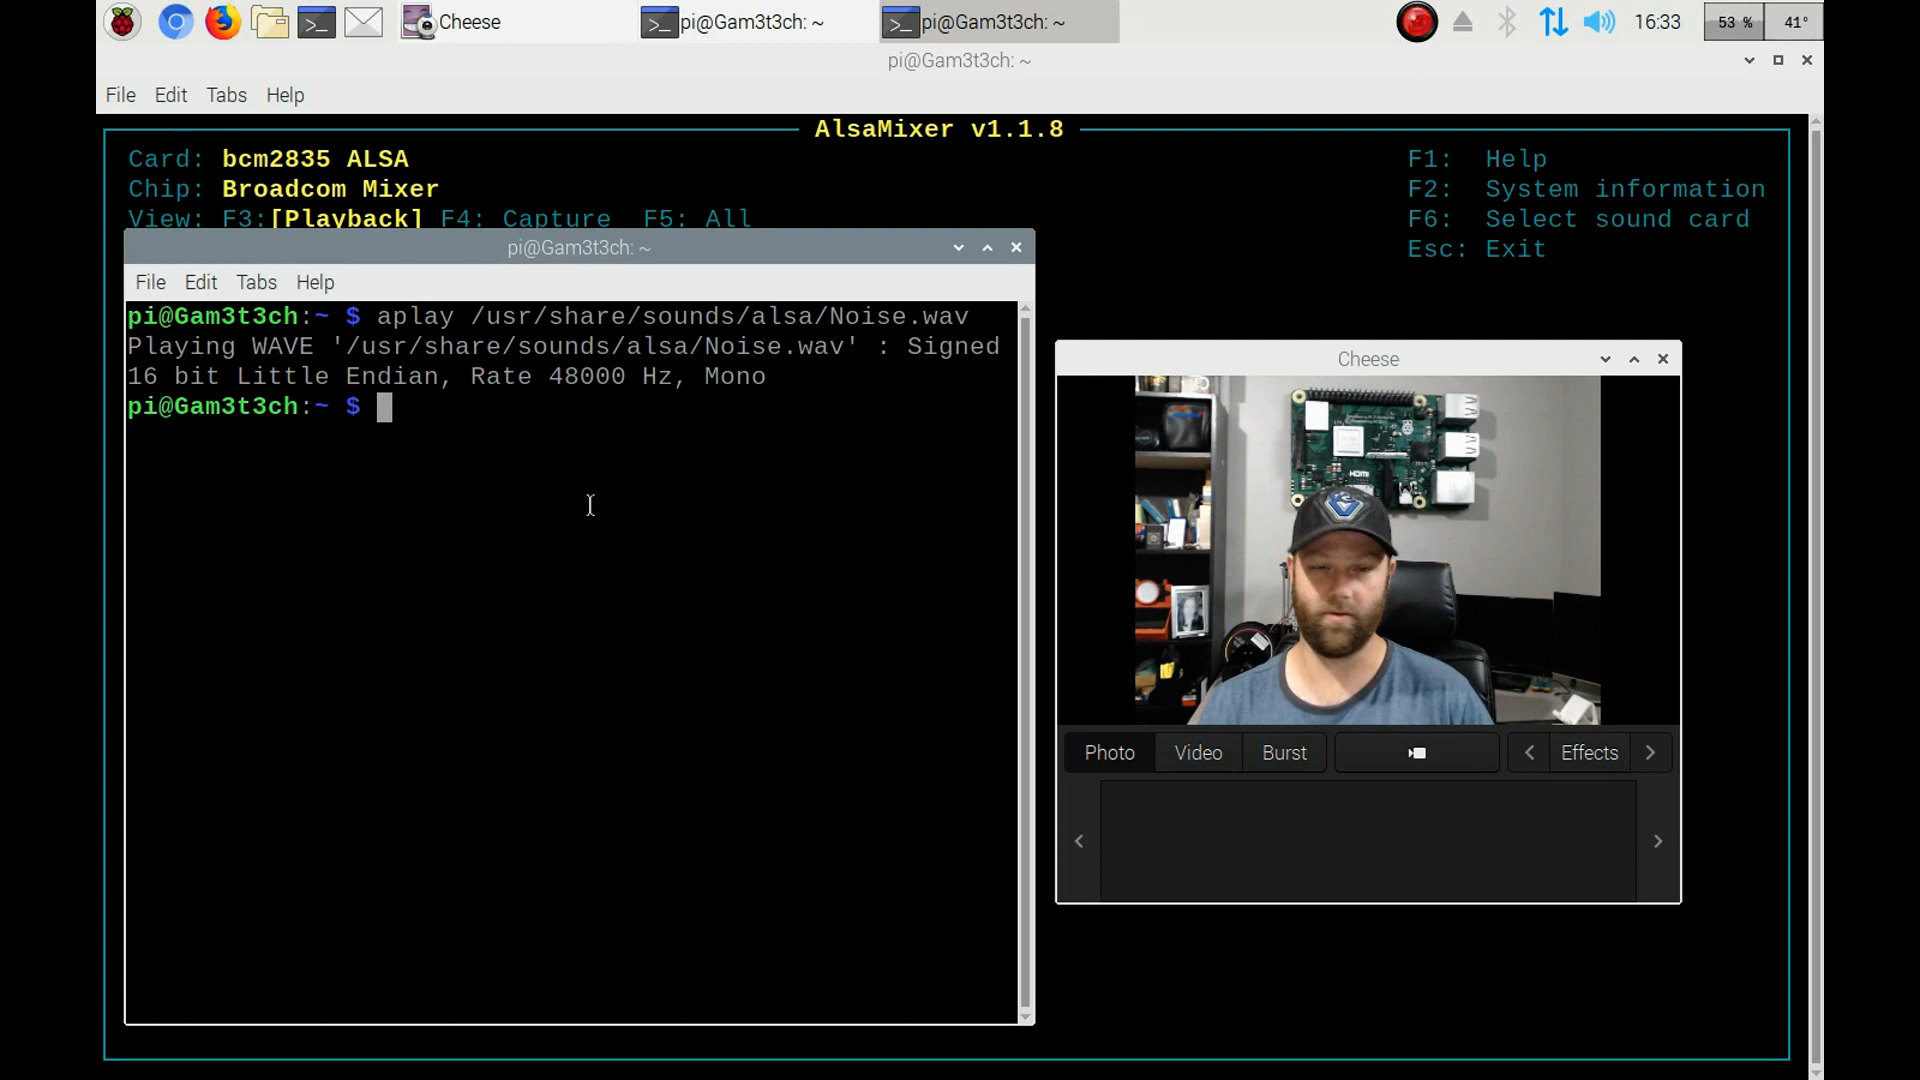 Cheese
pi@Gam3t3ch: ~
pi@Gam3t3ch: ~
16:33
53 %
41°
pi@Gam3t3ch: ~
File Edit Tabs Help
AlsaMixer v1.1.8
Card: bcm2835 ALSA
F1: Help
Chip: Broadcom Mixer
F2: System information
View: F3:[Playback] F4: Capture F5: All
F6: Select sound card
Esc: Exit
pi@Gam3t3ch: ~
File Edit Tabs Help
pi@Gam3t3ch:~ $ aplay /usr/share/sounds/alsa/Noise.wav
Playing WAVE '/usr/share/sounds/alsa/Noise.wav' : Signed
16 bit Little Endian, Rate 48000 Hz, Mono
pi@Gam3t3ch:~ $
Cheese
HDMI
Photo Video Burst Effects